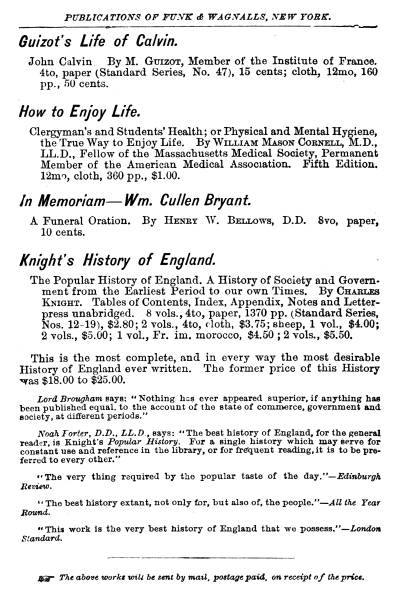 PUBLICATIONS OF FUNK & WAGNALLS, NEW YORK.
Guizot's Life of Calvin.
John Calvin By M. GUIZOT, Member of the Institute of France.
4to, paper (Standard Series, No. 47), 15 cents; cloth, 12mo, 160
pp., 50 cents.
How to Enjoy Life.
Clergyman's and Students' Health; or Physical and Mental Hygiene,
the True Way to Enjoy Life. By WILLIAM MASON CORNELL, M.D.,
LL.D., Fellow of the Massachusetts Medical Society, Permanent
Member of the American Medical Association. Fifth Edition.
12mo, cloth, 360 pp., $1.00.
In Memoriam—Wm. Cullen Bryant.
A Funeral Oration. By HENRY W. BELLOWS, D.D. 8vo, paper,
10 cents.
Knight's History of England.
The Popular History of England. A History of Society and Govern-
ment from the Earliest Period to our own Times. By CHARLES
KNIGHT. Tables of Contents, Index, Appendix, Notes and Letter-
press unabridged. 8 vols., 4to, paper, 1370 pp. (Standard Series,
Nos. 12-19), $2.80; 2 vols., 4to, cloth, $3.75; sheep, 1 vol., $4.00;
2 vols., $5.00; 1 vol., Fr. im. morocco, $4.50; 2 vols., $5.50.
This is the most complete, and in every way the most desirable
History of England ever written. The former price of this History
was $18.00 to $25.00.
Lord Brougham says: "Nothing has ever appeared superior, if anything has
been published equal, to the account of the state of commerce, government and
society, at different periods."
Noah Porter, D.D., LL.D, says: "The best history of England, for the general
reader, is Knight's Popular History. For a single history which may serve for
constant use and reference in the library, or for frequent reading, it is to be pre-
ferred to every other."
"The very thing required by the popular taste of the day."—Edinburgh
Review.
"The best history extant, not only for, but also of, the people."—All the Year
Round.
"This work is the very best history of England that we possess."—London
Standard.
☞ The above works will be sent by mail, postage paid, on receipt of the price.